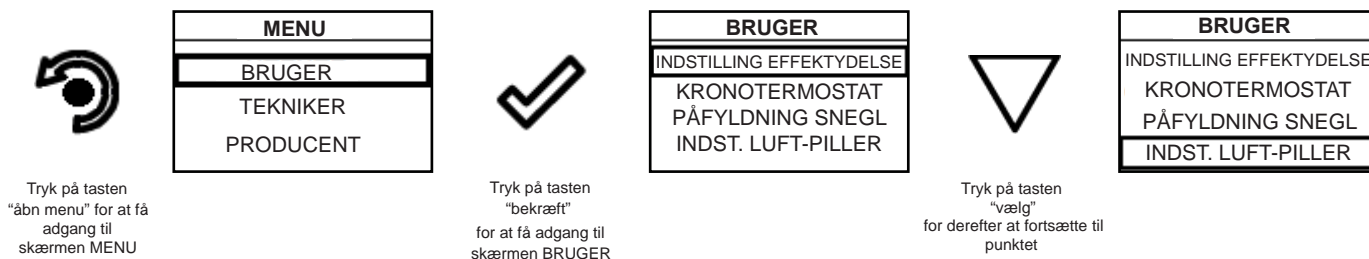 MENU
BRUGER
TEKNIKER
PRODUCENT
Tryk på tasten
“åbn menu” for at få
adgang til
skærmen MENU
Tryk på tasten
“bekræft”
for at få adgang til
skærmen BRUGER
BRUGER
INDSTILLING EFFEKTYDELSE
KRONOTERMOSTAT
PÅFYLDNING SNEGL
INDST. LUFT-PILLER
Tryk på tasten
“vælg”
for derefter at fortsætte til
punktet
BRUGER
INDSTILLING EFFEKTYDELSE
KRONOTERMOSTAT
PÅFYLDNING SNEGL
INDST. LUFT-PILLER